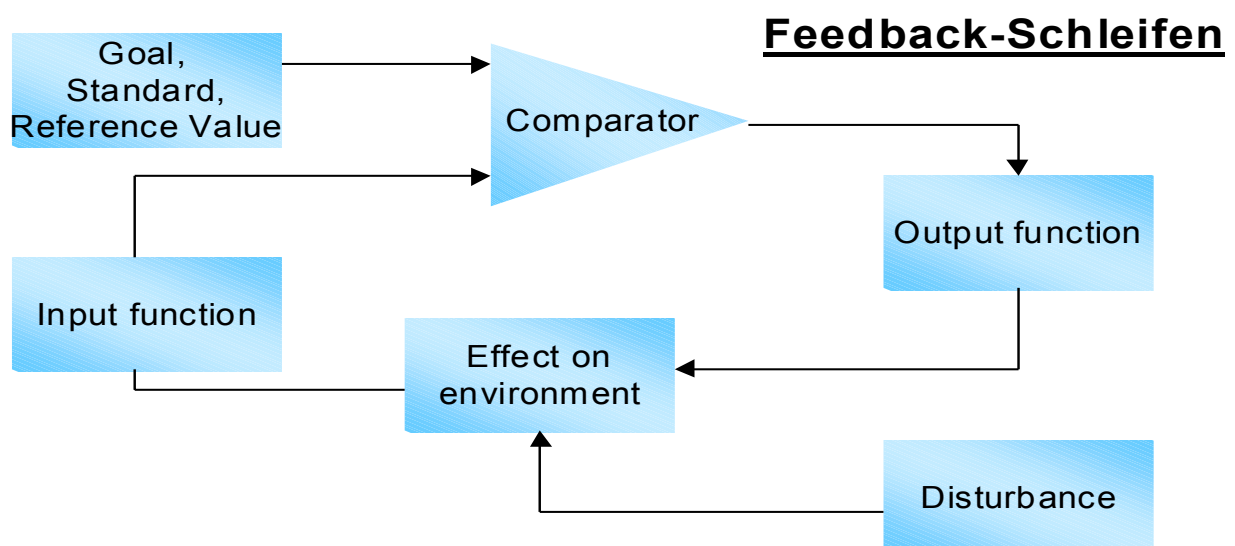 Feedback-Schleifen
Goal,
Standard,
Reference Value
Comparator
Output function
Input function
Effect on
environment
Disturbance